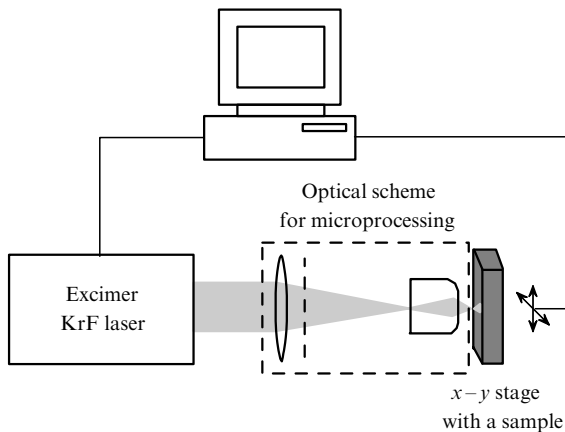 Optical scheme
for microprocessing
Excimer
KrF laser
x – y stage
with a sample